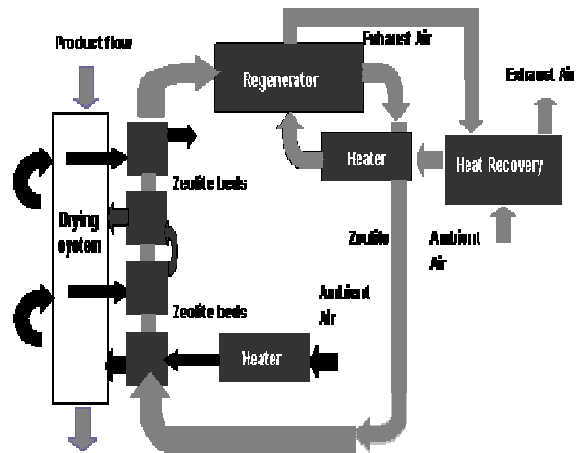 Product flow
Exhaust Air
Regenerator
Exhaust Air
Heater
Heat Recovery
Zeolite beds
Drying
system
Zeolite
Ambient
Air
Ambient
Air
Zeolite beds
Heater